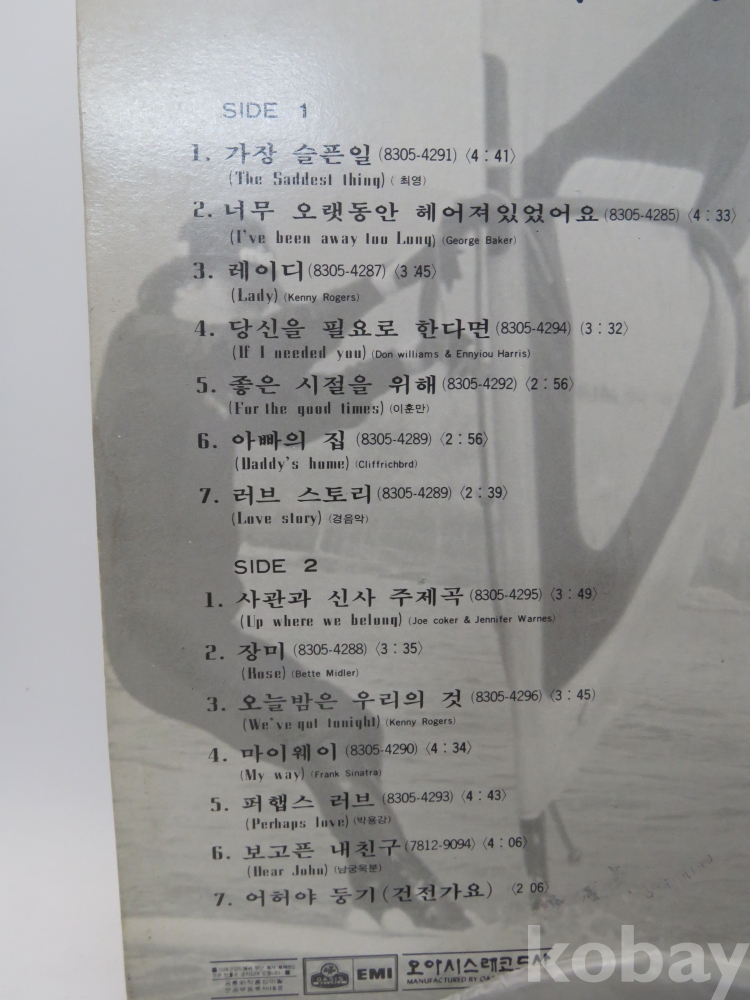 SIDE 1
1. 가장 슬픈일 (8305-4291) 〈4:41〉
(The Saddest thing) (최영)
2. 너무 오랫동안 헤어져있었어요 (8305-4285) 〈4:33〉
(I've been away too Long) (George Baker)
3. 레이디 (8305-4287) 〈3:45〉
(Lady) (Kenny Rogers)
4. 당신을 필요로 한다면 (8305-4294) (3:32)
(If I needed you) (Don williams & Ennyiou Harris)
5. 좋은 시절을 위해 (8305-4292) 〈2:56〉
(For the good times) (이훈만)
6. 아빠의 집 (8305-4289) 〈2:56〉
(Daddy's home) (Cliffrichbrd)
7. 러브 스토리 (8305-4289) 〈2:39〉
(Love story) (경음악)
SIDE 2
1. 사관과 신사 주제곡 (8305-4295) 〈3:49〉
(Up where we belong) (Joe coker & Jennifer Warnes)
2. 장미 (8305-4288) 〈3:35〉
(Rose) (Bette Midler)
3. 오늘밤은 우리의 것 (8305-4296) 〈3:45)
(We've got tonight) (Kenny Rogers)
4. 마이웨이 (8305-4290) 〈4:34〉
(My way) (Frank Sinatra)
5. 퍼햅스 러브 (8305-4293) 〈4:43〉
(Perhaps love) (박용강)
6. 보고픈 내친구 (7812-9094) 〈4:06〉
(Dear John) (남궁옥분)
7. 어허야 둥기 (건전가요) 〈2 06〉
EMI 오아시스레코드사
MANUFACTURED BY
kobay